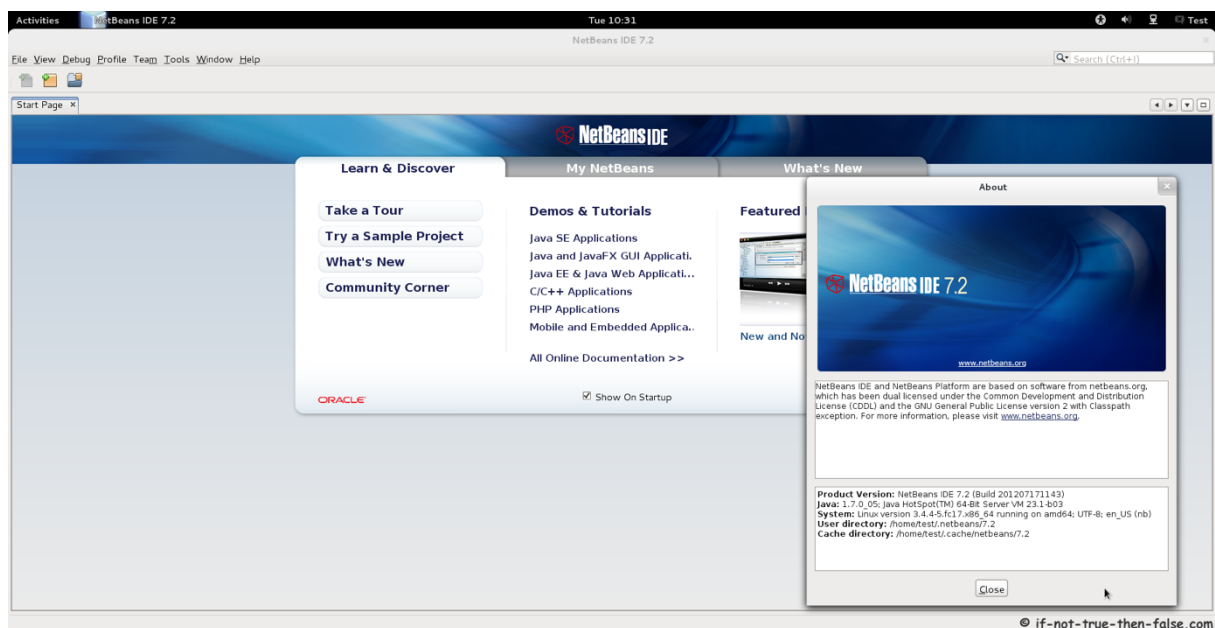 Activities NetBeans IDE 7.2 Tue 10:31 Test
NetBeans IDE 7.2
File View Debug Profile Team Tools Window Help Search (Ctrl+I)
Start Page
NetBeans IDE
Learn & Discover My NetBeans What's New
Take a Tour
Try a Sample Project
What's New
Community Corner
Demos & Tutorials
Java SE Applications
Java and JavaFX GUI Applicati.
Java EE & Java Web Applicati...
C/C++ Applications
PHP Applications
Mobile and Embedded Applica..
All Online Documentation >>
Featured
New and No
ORACLE
Show On Startup
About
NetBeans IDE 7.2
www.netbeans.org
NetBeans IDE and NetBeans Platform are based on software from netbeans.org,
which has been dual licensed under the Common Development and Distribution
License (CDDL) and the GNU General Public License version 2 with Classpath
exception. For more information, please visit www.netbeans.org.
Product Version: NetBeans IDE 7.2 (Build 201207171143)
Java: 1.7.0_05; Java HotSpot(TM) 64-Bit Server VM 23.1-b03
System: Linux version 3.4.4-5.fc17.x86_64 running on amd64; UTF-8; en_US (nb)
User directory: /home/test/.netbeans/7.2
Cache directory: /home/test/.cache/netbeans/7.2
Close
© if-not-true-then-false.com